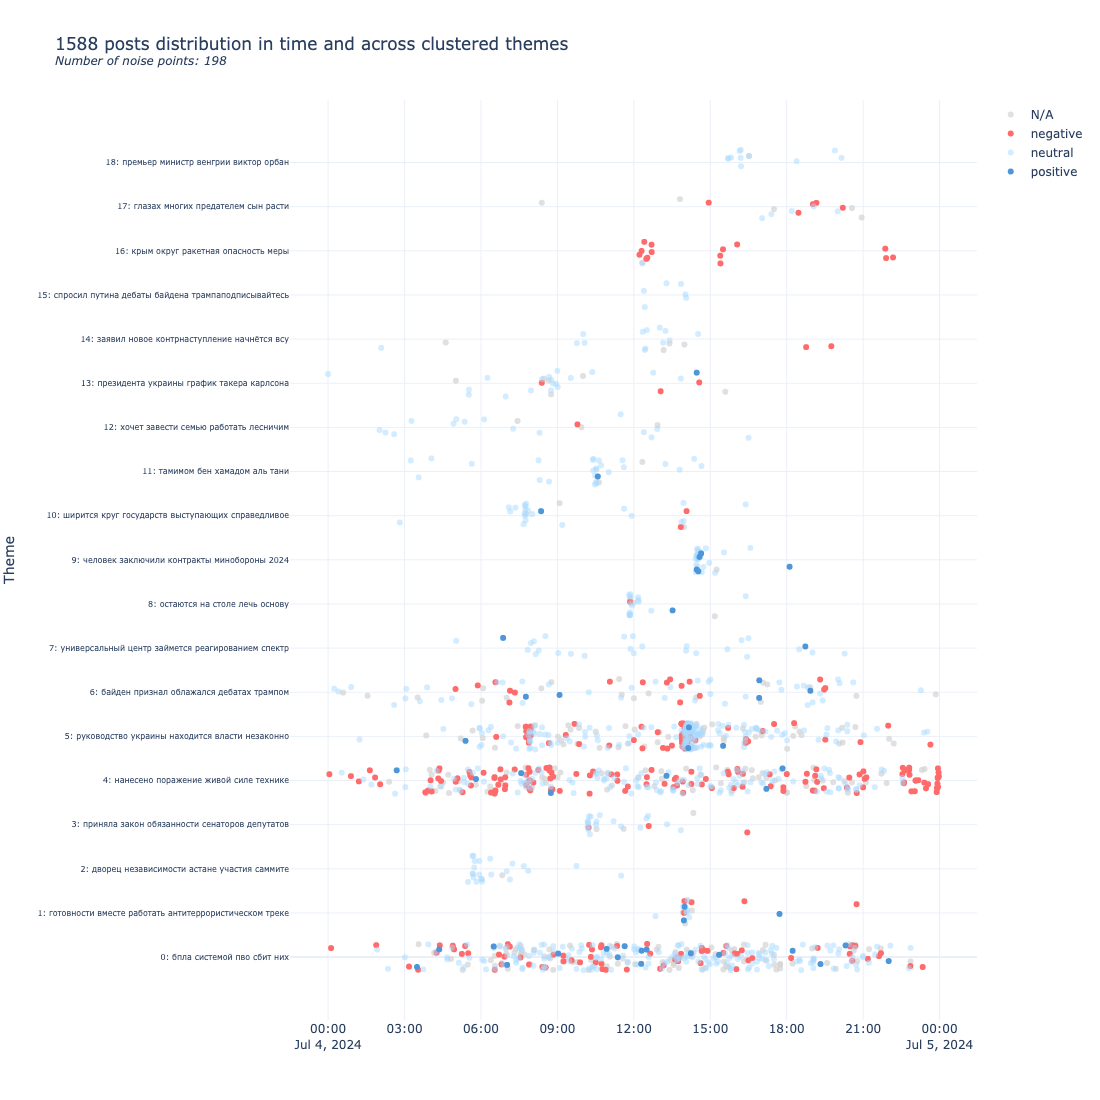 1588 posts distribution in time and across clustered themes
Number of noise points: 198
N/A
negative
neutral
positive
Theme
18: премьер министр венгрии виктор орбан
17: глазах многих предателем сын расти
16: крым округ ракетная опасность меры
15: спросил путина дебаты байдена трампаподписывайтесь
14: заявил новое контрнаступление начнётся всу
13: президента украины график такера карлсона
12: хочет завести семью работать лесничим
11: тамимом бен хамадом аль тани
10: ширится круг государств выступающих справедливое
9: человек заключили контракты минобороны 2024
8: остаются на столе лечь основу
7: универсальный центр займется реагированием спектр
6: байден признал облажался дебатах трампом
5: руководство украины находится власти незаконно
4: нанесено поражение живой силе технике
3: приняла закон обязанности сенаторов депутатов
2: дворец независимости астане участия саммите
1: готовности вместе работать антитеррористическом треке
0: бпла системой пво сбит них
00:00 03:00 06:00 09:00 12:00 15:00 18:00 21:00 00:00
Jul 4, 2024 Jul 5, 2024